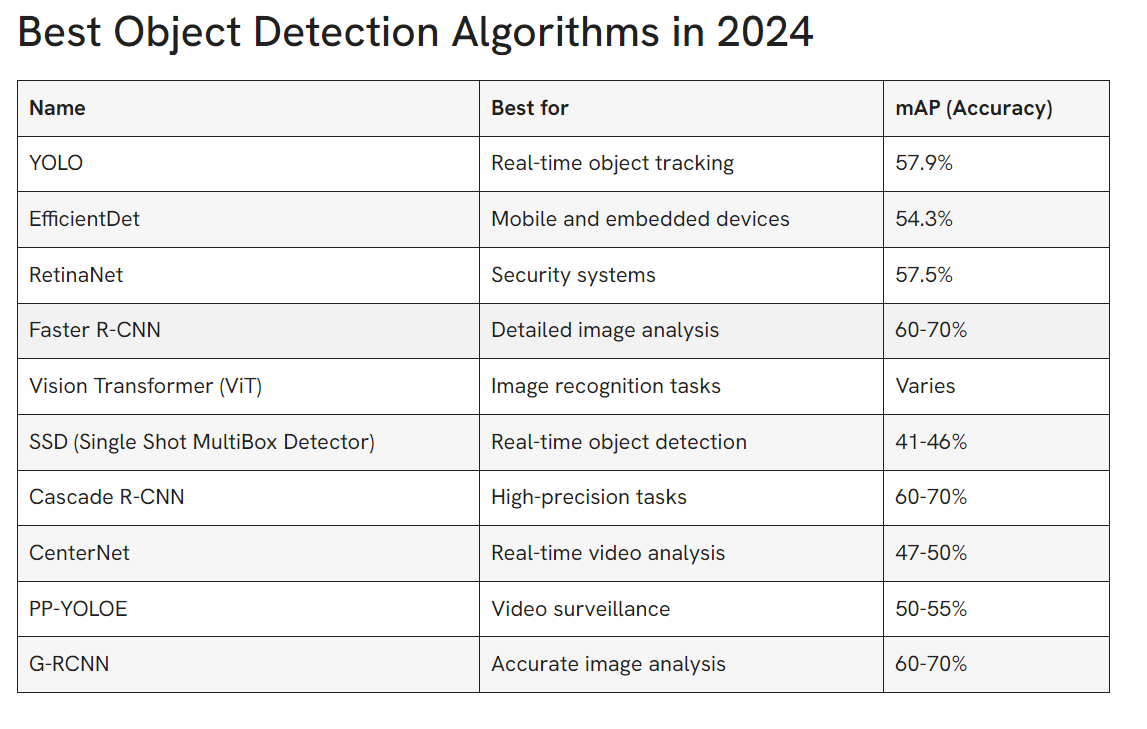 Best Object Detection Algorithms in 2024
Name Best for mAP (Accuracy)
YOLO Real-time object tracking 57.9%
EfficientDet Mobile and embedded devices 54.3%
RetinaNet Security systems 57.5%
Faster R-CNN Detailed image analysis 60-70%
Vision Transformer (ViT) Image recognition tasks Varies
SSD (Single Shot MultiBox Detector) Real-time object detection 41-46%
Cascade R-CNN High-precision tasks 60-70%
CenterNet Real-time video analysis 47-50%
PP-YOLOE Video surveillance 50-55%
G-RCNN Accurate image analysis 60-70%